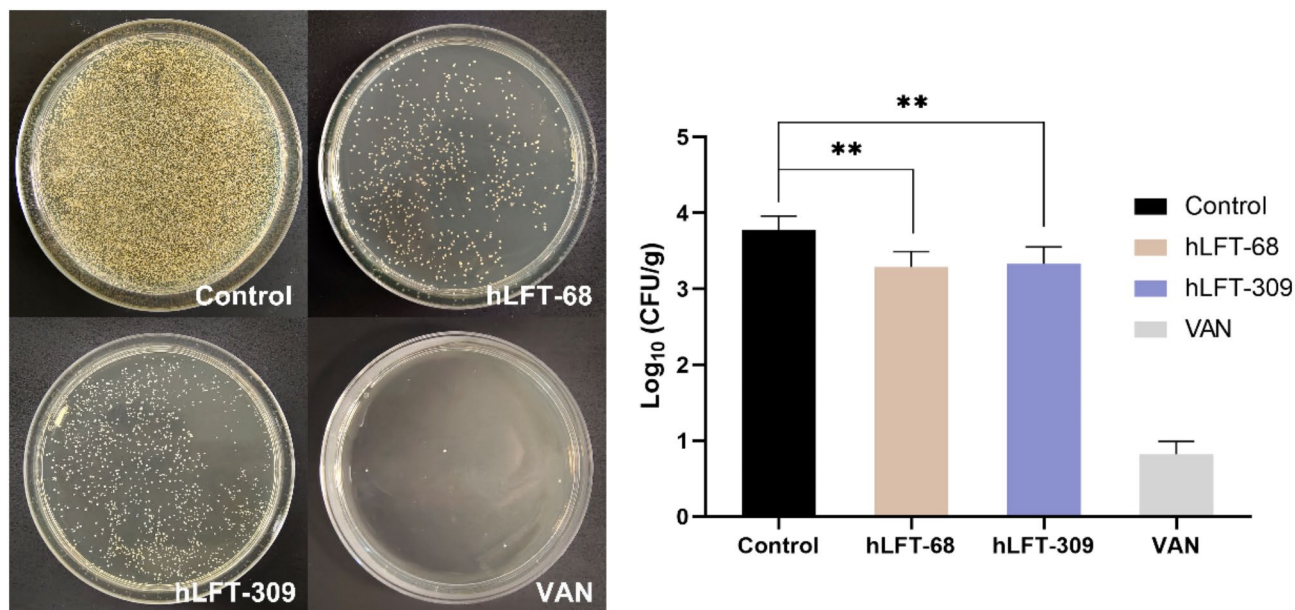 Control
hLFT-68
hLFT-309
VAN
**
**
Log10 (CFU/g)
5
4
3
2
1
0
Control
hLFT-68
hLFT-309
VAN
Control
hLFT-68
hLFT-309
VAN